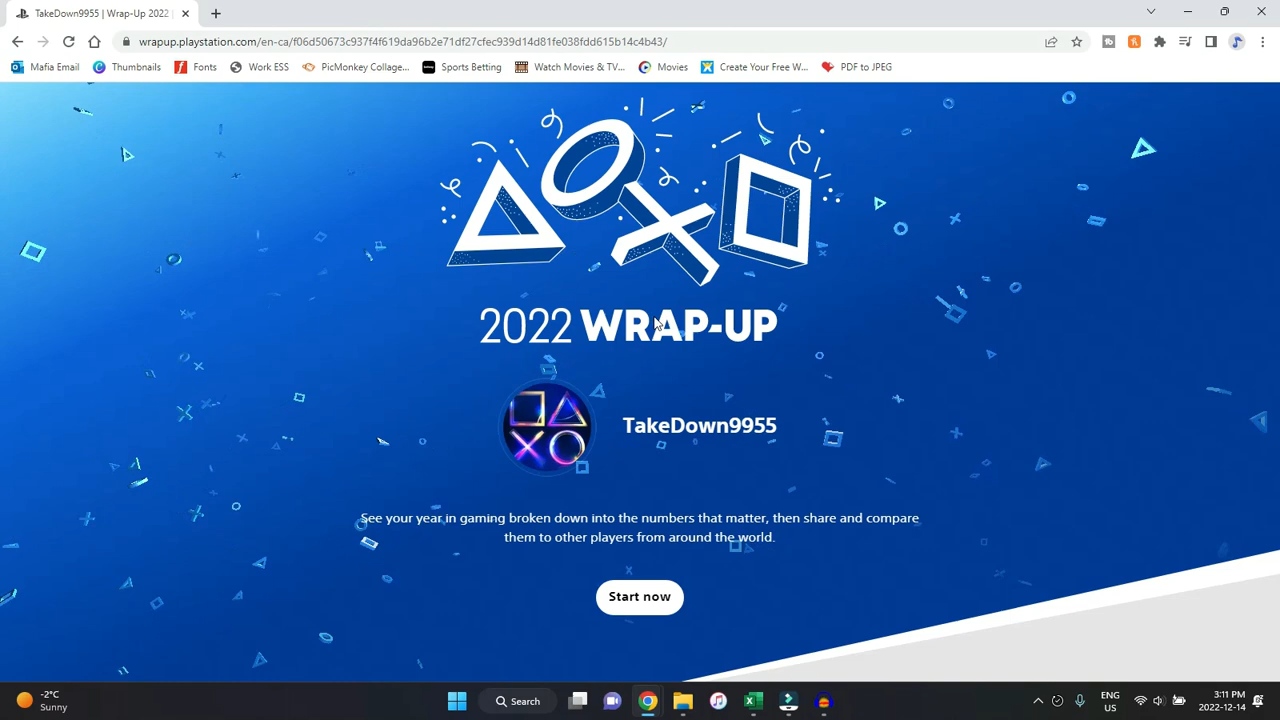 TakeDown9955 | Wrap-Up 2022 |
wrapup.playstation.com/en-ca/f06d50673c937f4f619da96b2e71df27cfec939d14d81fe038fdd615b14c4b43/
Mafia Email
Thumbnails
Fonts
Work ESS
PicMonkey Collage...
Sports Betting
Watch Movies & TV...
Movies
Create Your Free W...
PDF to JPEG
2022 WRAP-UP
TakeDown9955
See your year in gaming broken down into the numbers that matter, then share and compare
them to other players from around the world.
Start now
-2°C
Sunny
Search
ENG
US
3:11 PM
2022-12-14